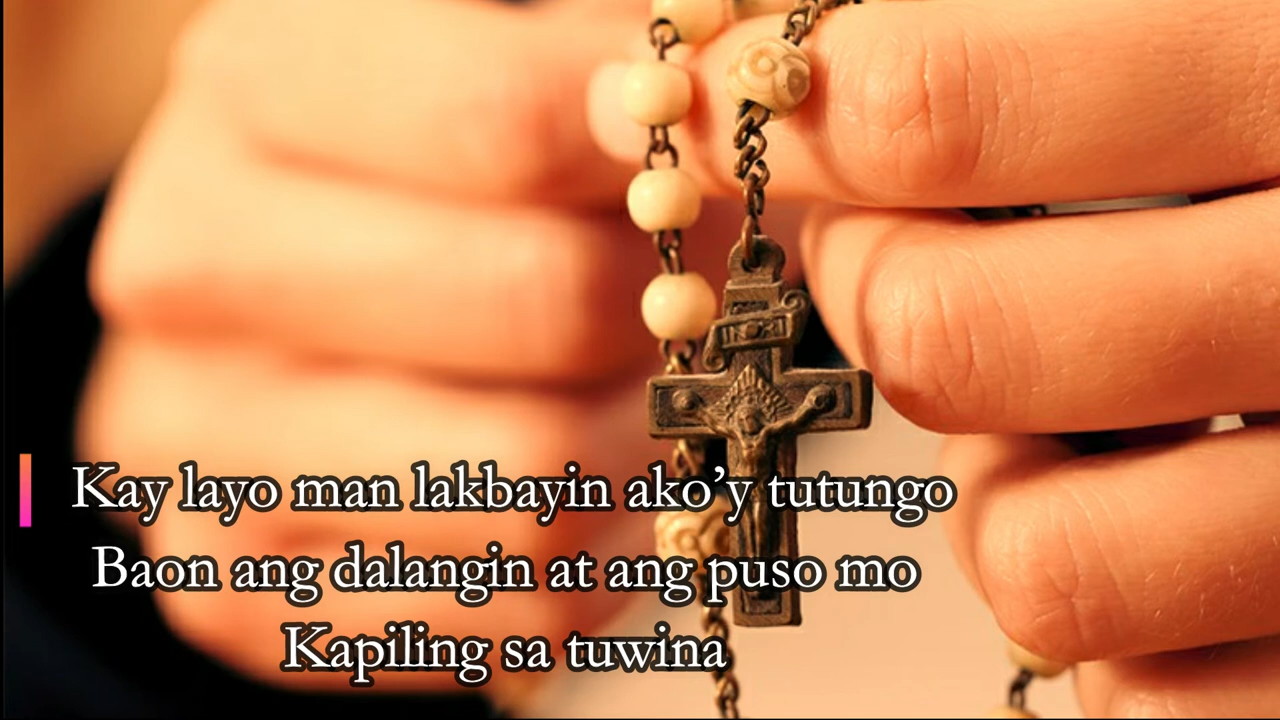 Kay layo man lakbayin ako’y tutungo
Baon ang dalangin at ang puso mo
Kapiling sa tuwina